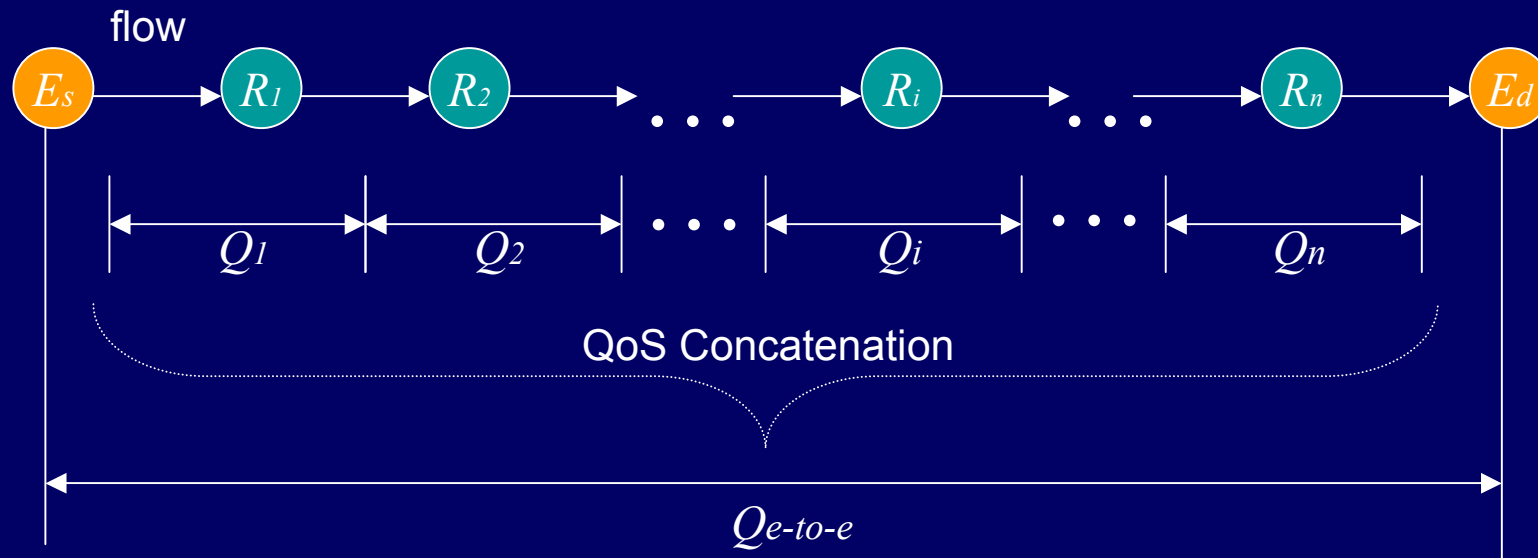 flow
Es R1 R2 • • • Ri • • • Rn Ed
Q1 Q2 • • • Qi • • • Qn
QoS Concatenation
Qe-to-e